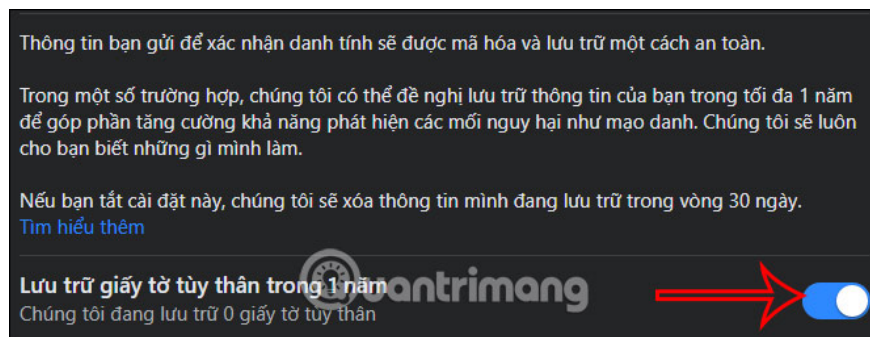 Thông tin bạn gửi để xác nhận danh tính sẽ được mã hóa và lưu trữ một cách an toàn.
Trong một số trường hợp, chúng tôi có thể đề nghị lưu trữ thông tin của bạn trong tối đa 1 năm
để góp phần tăng cường khả năng phát hiện các mối nguy hại như mạo danh. Chúng tôi sẽ luôn
cho bạn biết những gì mình làm.
Nếu bạn tắt cài đặt này, chúng tôi sẽ xóa thông tin mình đang lưu trữ trong vòng 30 ngày.
Tìm hiểu thêm
Lưu trữ giấy tờ tùy thân trong 1 năm
Chúng tôi đang lưu trữ 0 giấy tờ tùy thân
Quantrimang